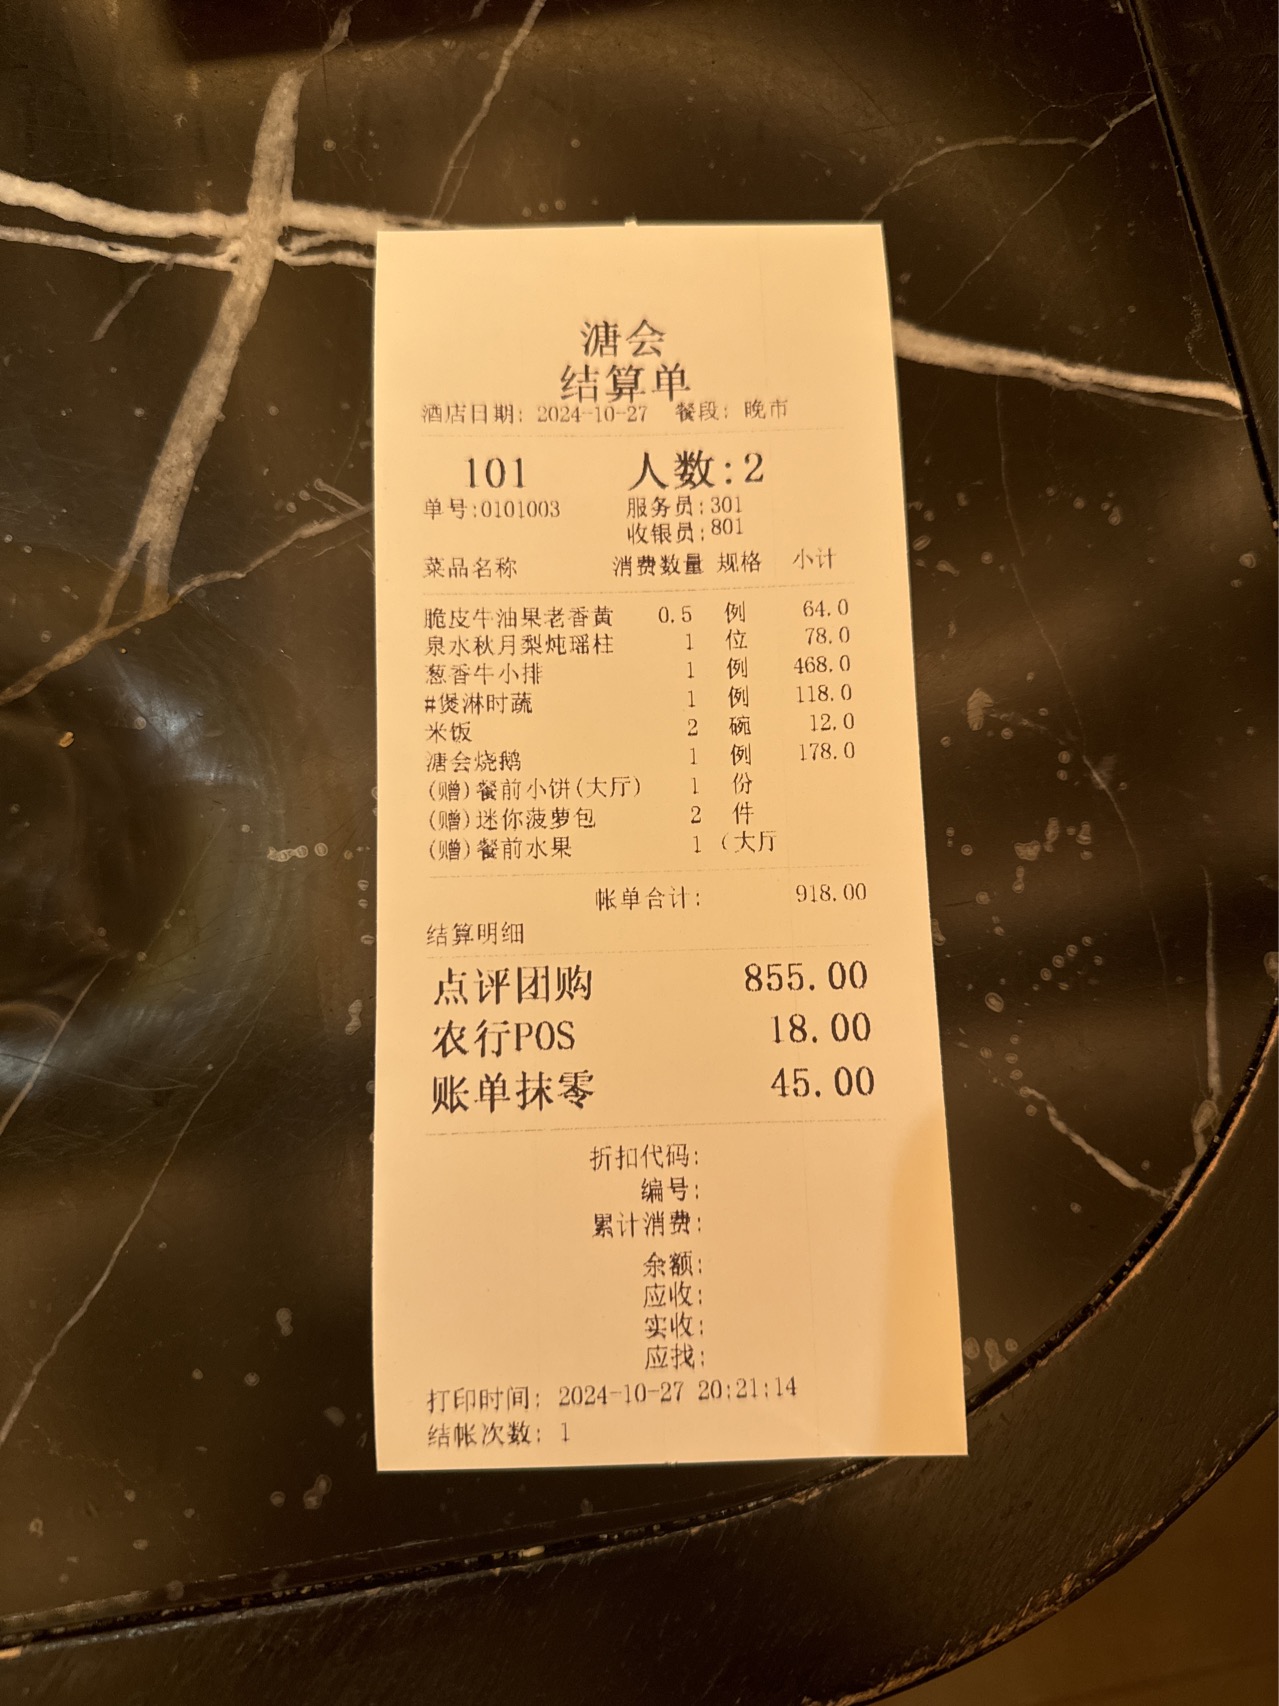 溏会
结算单
酒店日期: 2024-10-27 餐段: 晚市
101 人数:2
单号:0101003 服务员:301
收银员:801
菜品名称 消费数量 规格 小计
脆皮牛油果老香黄 0.5 例 64.0
泉水秋月梨炖瑶柱 1 位 78.0
葱香牛小排 1 例 468.0
#煲淋时蔬 1 例 118.0
米饭 2 碗 12.0
溏会烧鹅 1 例 178.0
(赠)餐前小饼(大厅) 1 份
(赠)迷你菠萝包 2 件
(赠)餐前水果 1 (大厅
帐单合计: 918.00
结算明细
点评团购 855.00
农行POS 18.00
账单抹零 45.00
折扣代码:
编号:
累计消费:
余额:
应收:
实收:
应找:
打印时间: 2024-10-27 20:21:14
结帐次数: 1